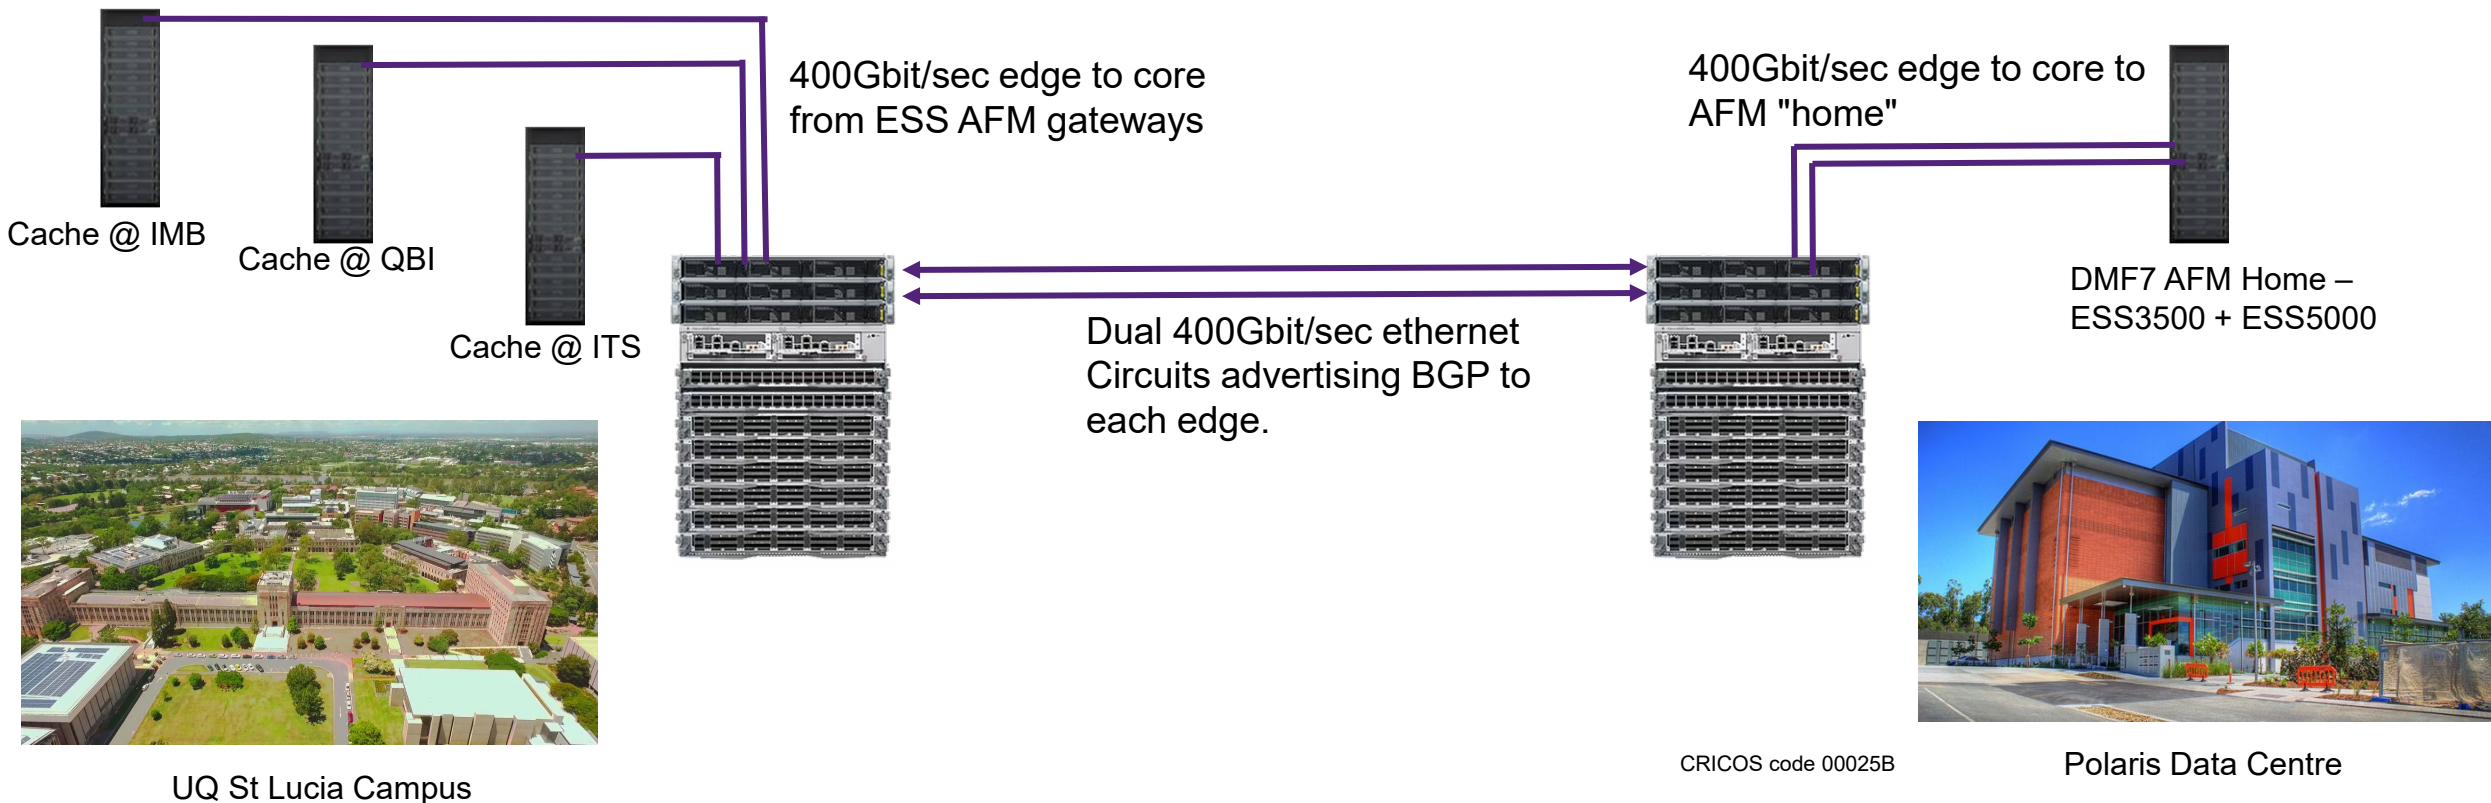 400Gbit/sec edge to core
from ESS AFM gateways
400Gbit/sec edge to core to
AFM "home"
Cache @ IMB
Cache @ QBI
Cache @ ITS
DMF7 AFM Home –
ESS3500 + ESS5000
Dual 400Gbit/sec ethernet
Circuits advertising BGP to
each edge.
UQ St Lucia Campus
CRICOS code 00025B
Polaris Data Centre